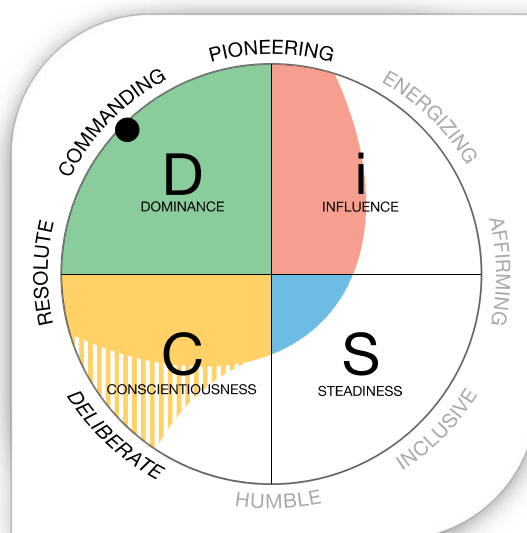 PIONEERING
COMMANDING
ENERGIZING
D
DOMINANCE
i
INFLUENCE
RESOLUTE
AFFIRMING
C
CONSCIENTIOUSNESS
S
STEADINESS
DELIBERATE
INCLUSIVE
HUMBLE